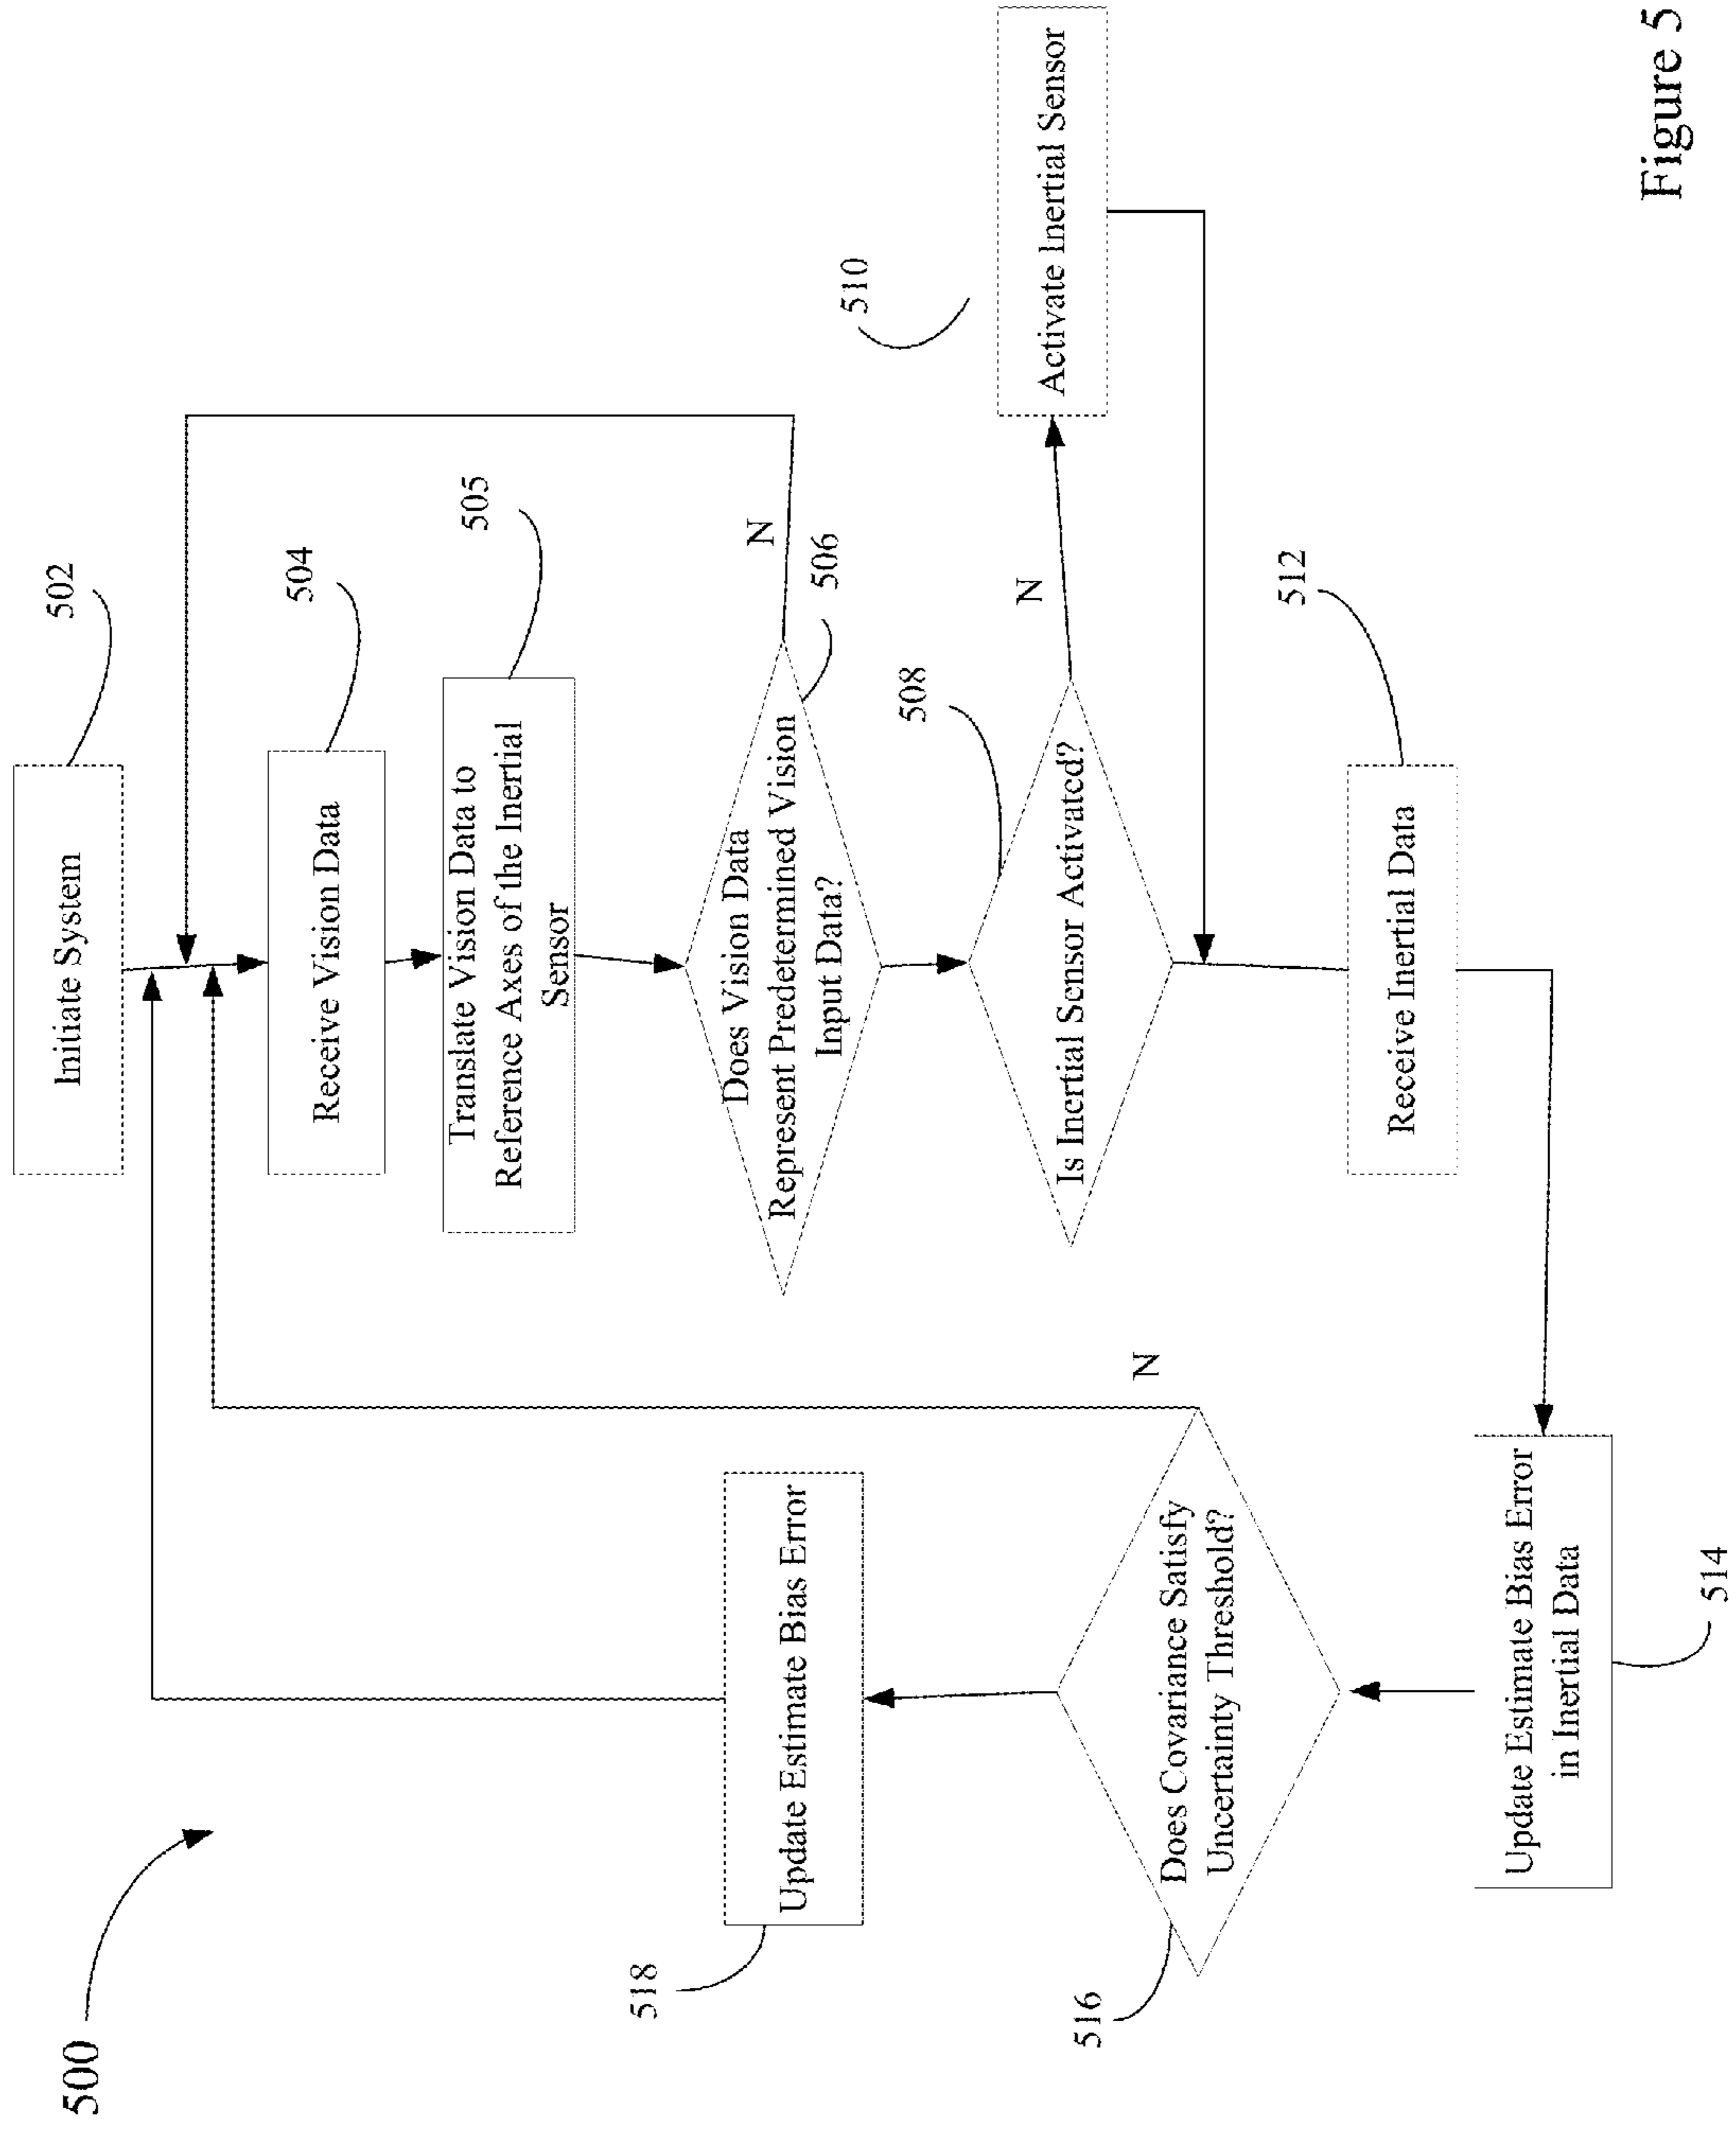 500
502
Initiate System
504
Receive Vision Data
505
Translate Vision Data to
Reference Axes of the Inertial
Sensor
506
Does Vision Data
Represent Predetermined Vision
Input Data?
N
508
Is Inertial Sensor Activated?
N
510
Activate Inertial Sensor
512
Receive Inertial Data
514
Update Estimate Bias Error
in Inertial Data
516
Does Covariance Satisfy
Uncertainty Threshold?
N
518
Update Estimate Bias Error
Figure 5